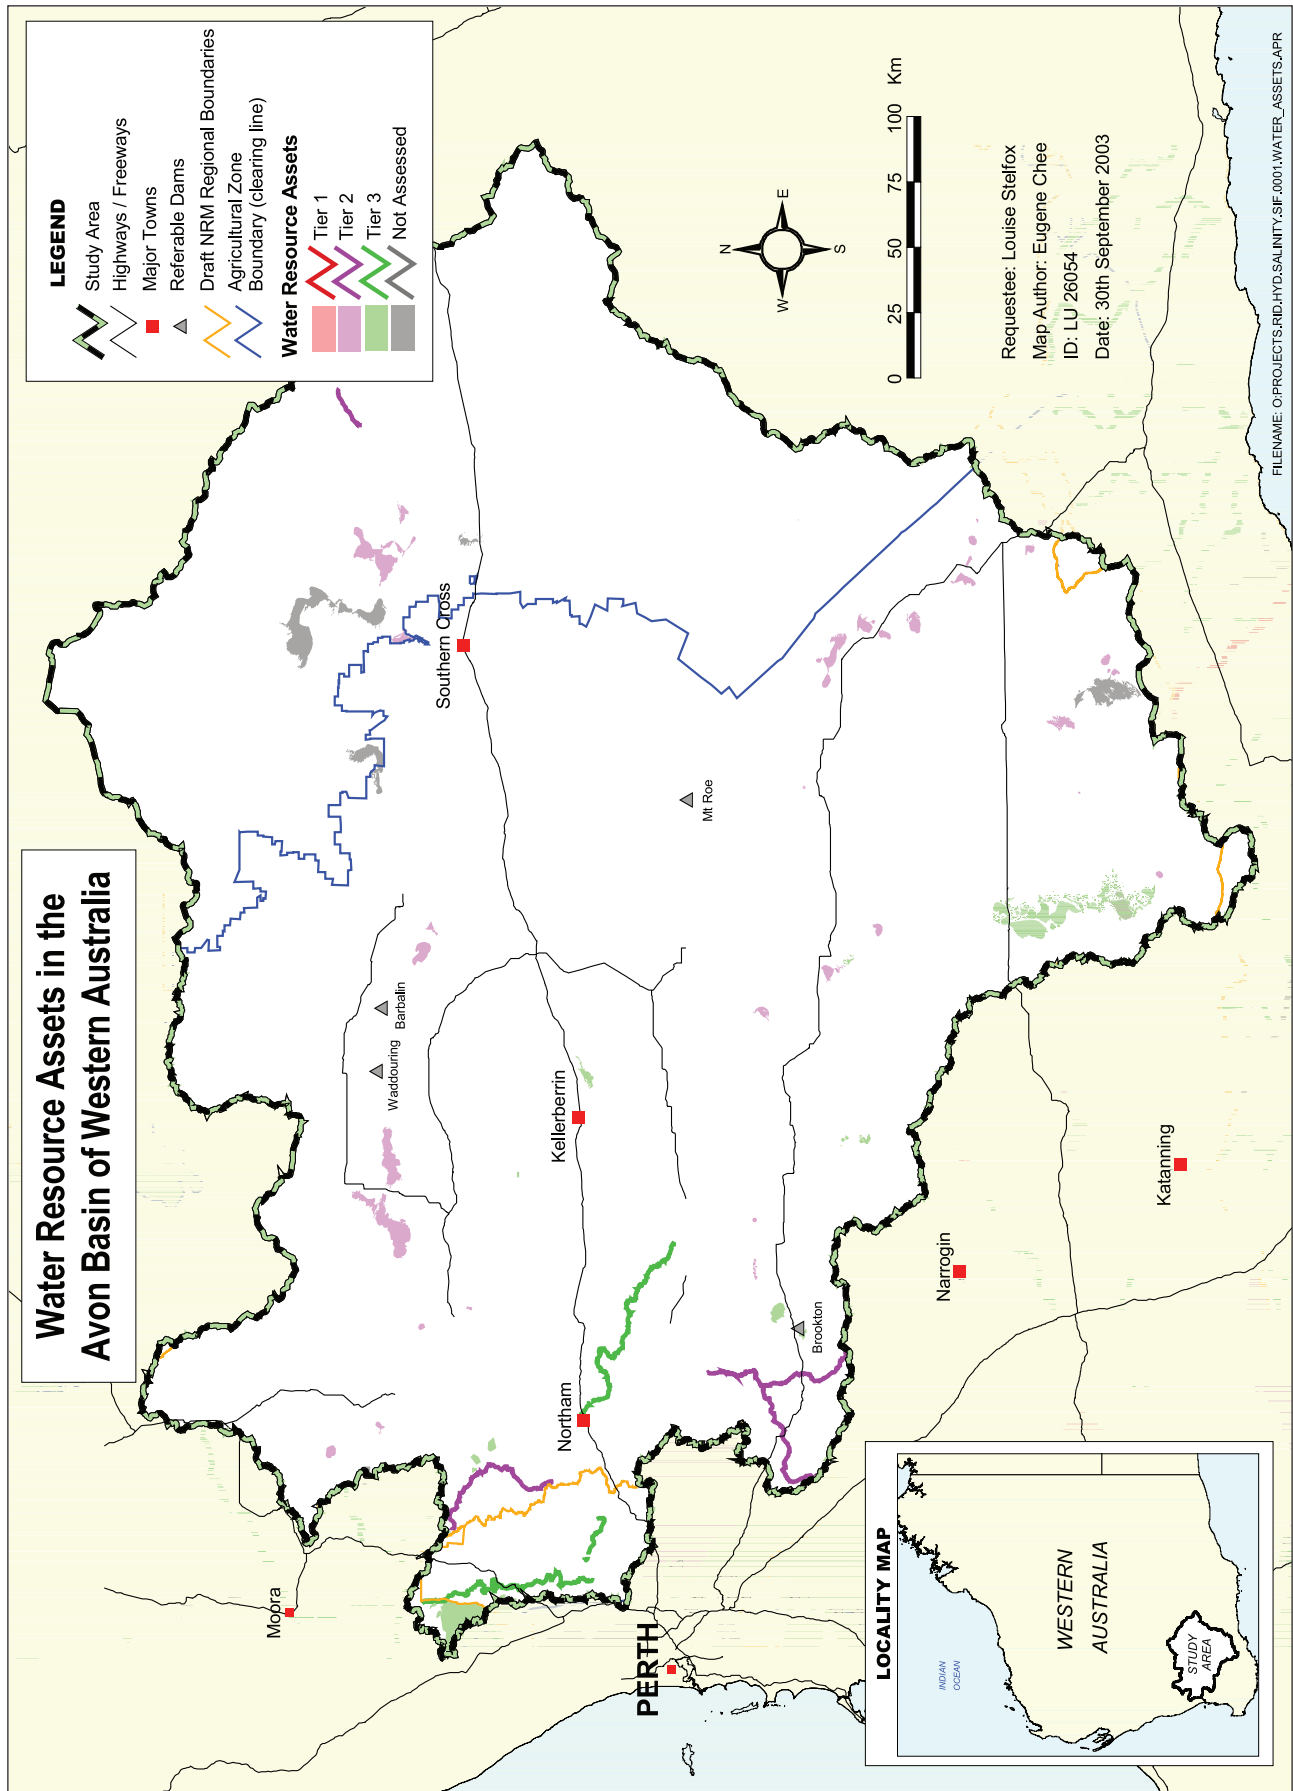 Water Resource Assets in the
Avon Basin of Western Australia
LEGEND
Study Area
Highways / Freeways
Major Towns
Referable Dams
Draft NRM Regional Boundaries
Agricultural Zone
Boundary (clearing line)
Water Resource Assets
Tier 1
Tier 2
Tier 3
Not Assessed
Moora
Southern Cross
Waddouring
Barbalin
Kellerberrin
Northam
PERTH
Mt Roe
Brookton
Narrogin
Katanning
N
W
E
S
0
25
50
75
100
Km
Requestee: Louise Stelfox
Map Author: Eugene Chee
ID: LU 26054
Date: 30th September 2003
LOCALITY MAP
INDIAN
OCEAN
WESTERN
AUSTRALIA
STUDY
AREA
FILENAME: O:PROJECTS.RID.HYD.SALINITY.SIF.0001.WATER_ASSETS.APR